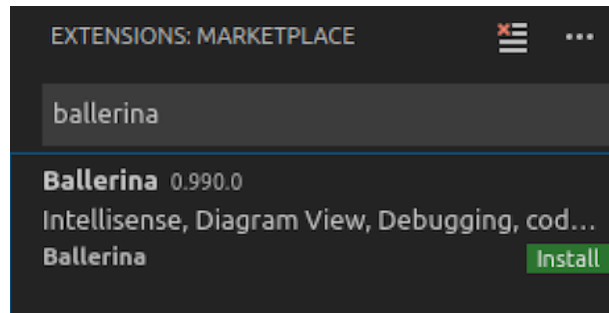 EXTENSIONS: MARKETPLACE
ballerina
Ballerina 0.990.0
Intellisense, Diagram View, Debugging, cod...
Ballerina Install